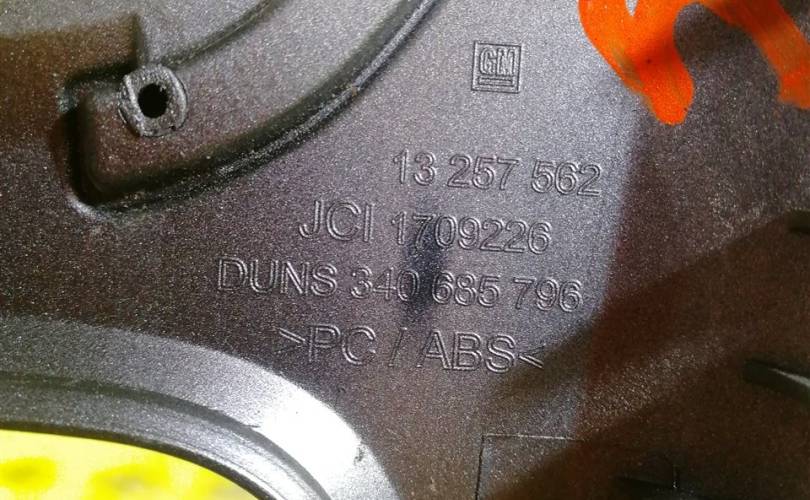 GM
13 257 562
JCI 1709226
DUNS 340 685 796
>PC / ABS<